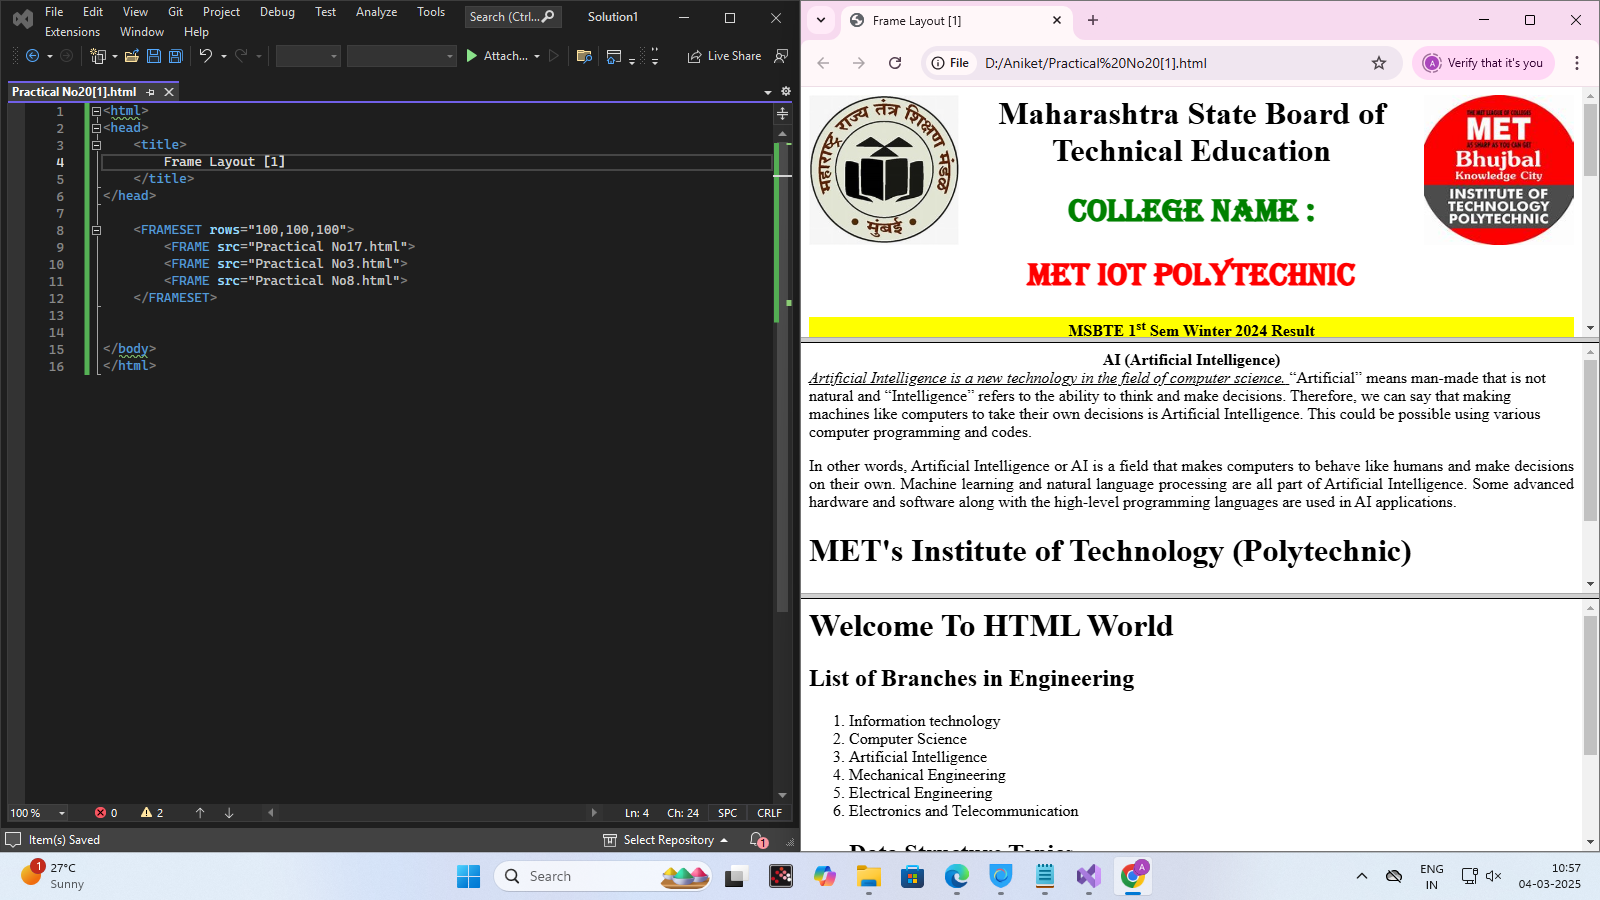 File Edit View Git Project Debug Test Analyze Tools Search (Ctrl... Solution1
Extensions Window Help
Attach... Live Share
Practical No20[1].html
1 <html>
2 <head>
3 <title>
4 Frame Layout [1]
5 </title>
6 </head>
7
8 <FRAMESET rows="100,100,100">
9 <FRAME src="Practical No17.html">
10 <FRAME src="Practical No3.html">
11 <FRAME src="Practical No8.html">
12 </FRAMESET>
13
14
15 </body>
16 </html>
100 % 0 2 Ln: 4 Ch: 24 SPC CRLF
Item(s) Saved Select Repository 1
Frame Layout [1]
File D:/Aniket/Practical%20No20[1].html A Verify that it's you
महाराष्ट्र राज्य तंत्र शिक्षण मंडळ
मुंबई
Maharashtra State Board of
Technical Education
COLLEGE NAME :
MET IOT POLYTECHNIC
MET
Bhujbal
Knowledge City
INSTITUTE OF
TECHNOLOGY
POLYTECHNIC
MSBTE 1st Sem Winter 2024 Result
AI (Artificial Intelligence)
Artificial Intelligence is a new technology in the field of computer science. “Artificial” means man-made that is not
natural and “Intelligence” refers to the ability to think and make decisions. Therefore, we can say that making
machines like computers to take their own decisions is Artificial Intelligence. This could be possible using various
computer programming and codes.
In other words, Artificial Intelligence or AI is a field that makes computers to behave like humans and make decisions
on their own. Machine learning and natural language processing are all part of Artificial Intelligence. Some advanced
hardware and software along with the high-level programming languages are used in AI applications.
MET's Institute of Technology (Polytechnic)
Welcome To HTML World
List of Branches in Engineering
1. Information technology
2. Computer Science
3. Artificial Intelligence
4. Mechanical Engineering
5. Electrical Engineering
6. Electronics and Telecommunication
Data Structure Topics
1 27°C
Sunny
Search
A
ENG
IN
10:57
04-03-2025